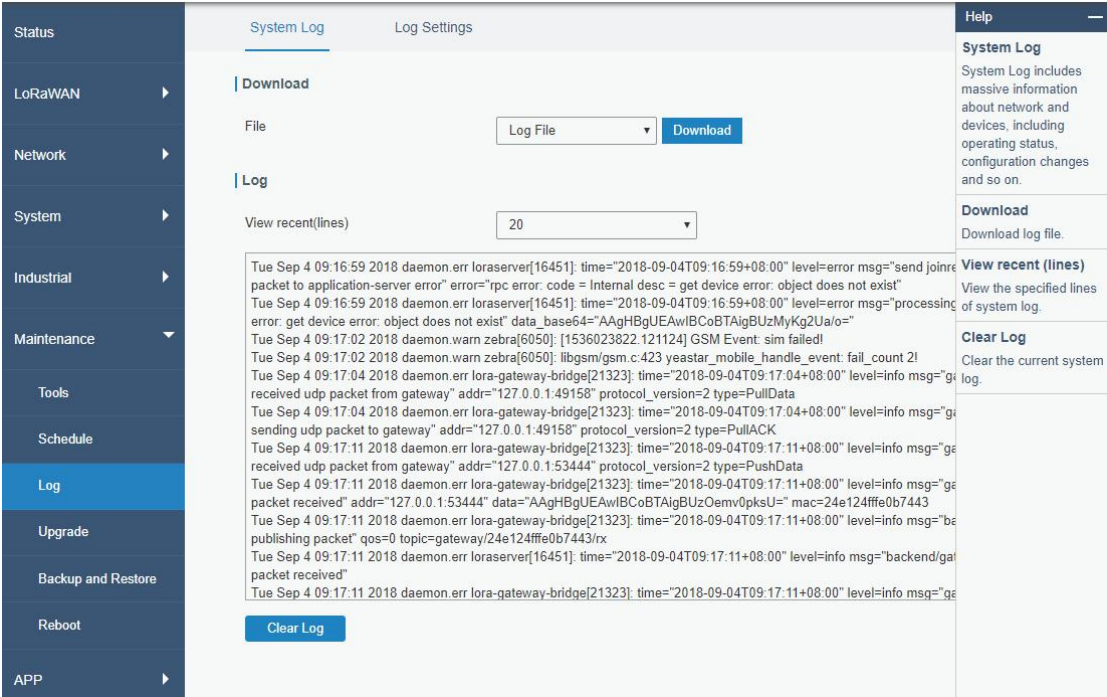 Status
LoRaWAN
Network
System
Industrial
Maintenance
Tools
Schedule
Log
Upgrade
Backup and Restore
Reboot
APP
System Log
Log Settings
Download
File
Log File
Download
Log
View recent(lines)
20
Tue Sep 4 09:16:59 2018 daemon.err loraserver[16451]: time="2018-09-04T09:16:59+08:00" level=error msg="send joinre
packet to application-server error" error="rpc error: code = Internal desc = get device error: object does not exist"
Tue Sep 4 09:16:59 2018 daemon.err loraserver[16451]: time="2018-09-04T09:16:59+08:00" level=error msg="processing
error: get device error: object does not exist" data_base64="AAgHBgUEAwIBCoBTAigBUzMyKg2Ua/o="
Tue Sep 4 09:17:02 2018 daemon.warn zebra[6050]: [1536023822.121124] GSM Event: sim failed!
Tue Sep 4 09:17:02 2018 daemon.warn zebra[6050]: libgsm/gsm.c:423 yeastar_mobile_handle_event: fail_count 2!
Tue Sep 4 09:17:04 2018 daemon.err lora-gateway-bridge[21323]: time="2018-09-04T09:17:04+08:00" level=info msg="ga
received udp packet from gateway" addr="127.0.0.1:49158" protocol_version=2 type=PullData
Tue Sep 4 09:17:04 2018 daemon.err lora-gateway-bridge[21323]: time="2018-09-04T09:17:04+08:00" level=info msg="ga
sending udp packet to gateway" addr="127.0.0.1:49158" protocol_version=2 type=PullACK
Tue Sep 4 09:17:11 2018 daemon.err lora-gateway-bridge[21323]: time="2018-09-04T09:17:11+08:00" level=info msg="ga
received udp packet from gateway" addr="127.0.0.1:53444" protocol_version=2 type=PushData
Tue Sep 4 09:17:11 2018 daemon.err lora-gateway-bridge[21323]: time="2018-09-04T09:17:11+08:00" level=info msg="ga
packet received" addr="127.0.0.1:53444" data="AAgHBgUEAwIBCoBTAigBUzOemv0pksU=" mac=24e124fffe0b7443
Tue Sep 4 09:17:11 2018 daemon.err lora-gateway-bridge[21323]: time="2018-09-04T09:17:11+08:00" level=info msg="ba
publishing packet" qos=0 topic=gateway/24e124fffe0b7443/rx
Tue Sep 4 09:17:11 2018 daemon.err loraserver[16451]: time="2018-09-04T09:17:11+08:00" level=info msg="backend/gat
packet received"
Tue Sep 4 09:17:11 2018 daemon.err lora-gateway-bridge[21323]: time="2018-09-04T09:17:11+08:00" level=info msg="ga
Clear Log
Help
System Log
System Log includes
massive information
about network and
devices, including
operating status,
configuration changes
and so on.
Download
Download log file.
View recent (lines)
View the specified lines
of system log.
Clear Log
Clear the current system
log.